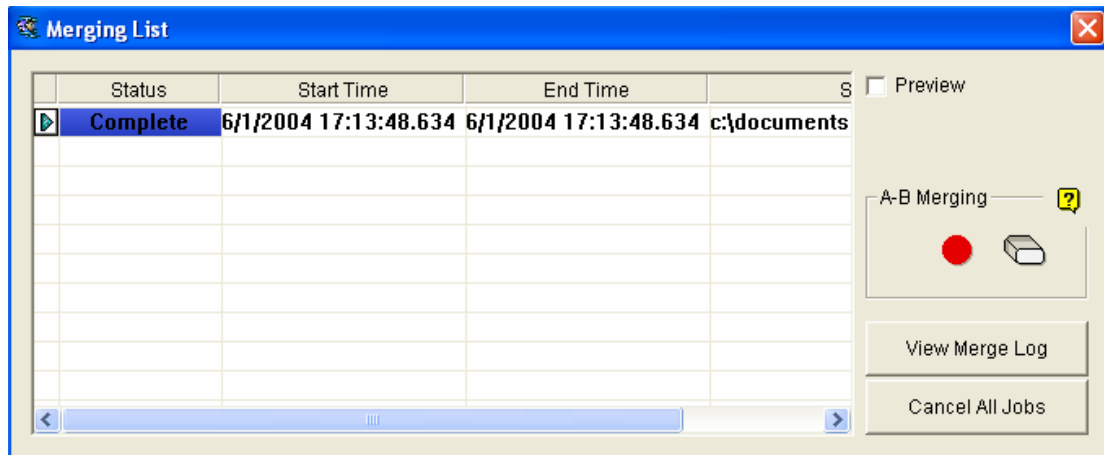 Merging List
Status Start Time End Time S
Complete 6/1/2004 17:13:48.634 6/1/2004 17:13:48.634 c:\documents
Preview
A-B Merging ?
View Merge Log
Cancel All Jobs